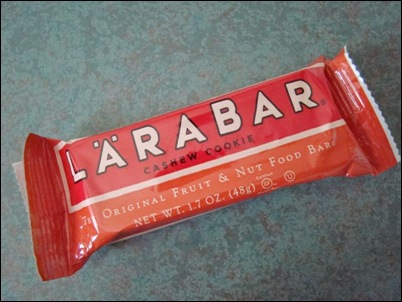 LÄRABAR®
CASHEW COOKIE
ORIGINAL FRUIT & NUT FOOD BAR
NET WT. 1.7 OZ. (48g)